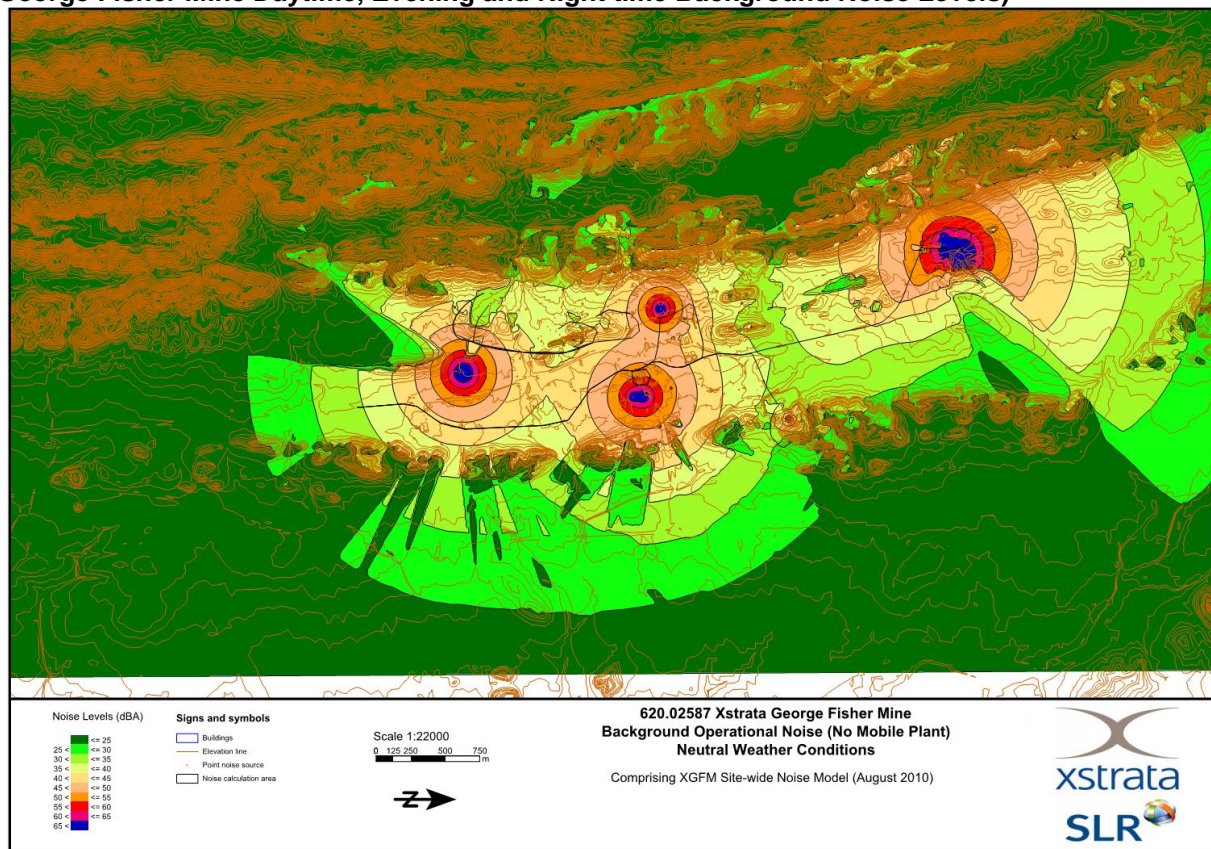 George Fisher Mine Daytime, Evening and Night-time Background Noise Levels)
Noise Levels (dBA)
<= 25
25 < <= 30
30 < <= 35
35 < <= 40
40 < <= 45
45 < <= 50
50 < <= 55
55 < <= 60
60 < <= 65
65 <
Signs and symbols
Buildings
Elevation line
Point noise source
Noise calculation area
Scale 1:22000
0 125 250 500 750
m
N
620.02587 Xstrata George Fisher Mine
Background Operational Noise (No Mobile Plant)
Neutral Weather Conditions
Comprising XGFM Site-wide Noise Model (August 2010)
xstrata
SLR